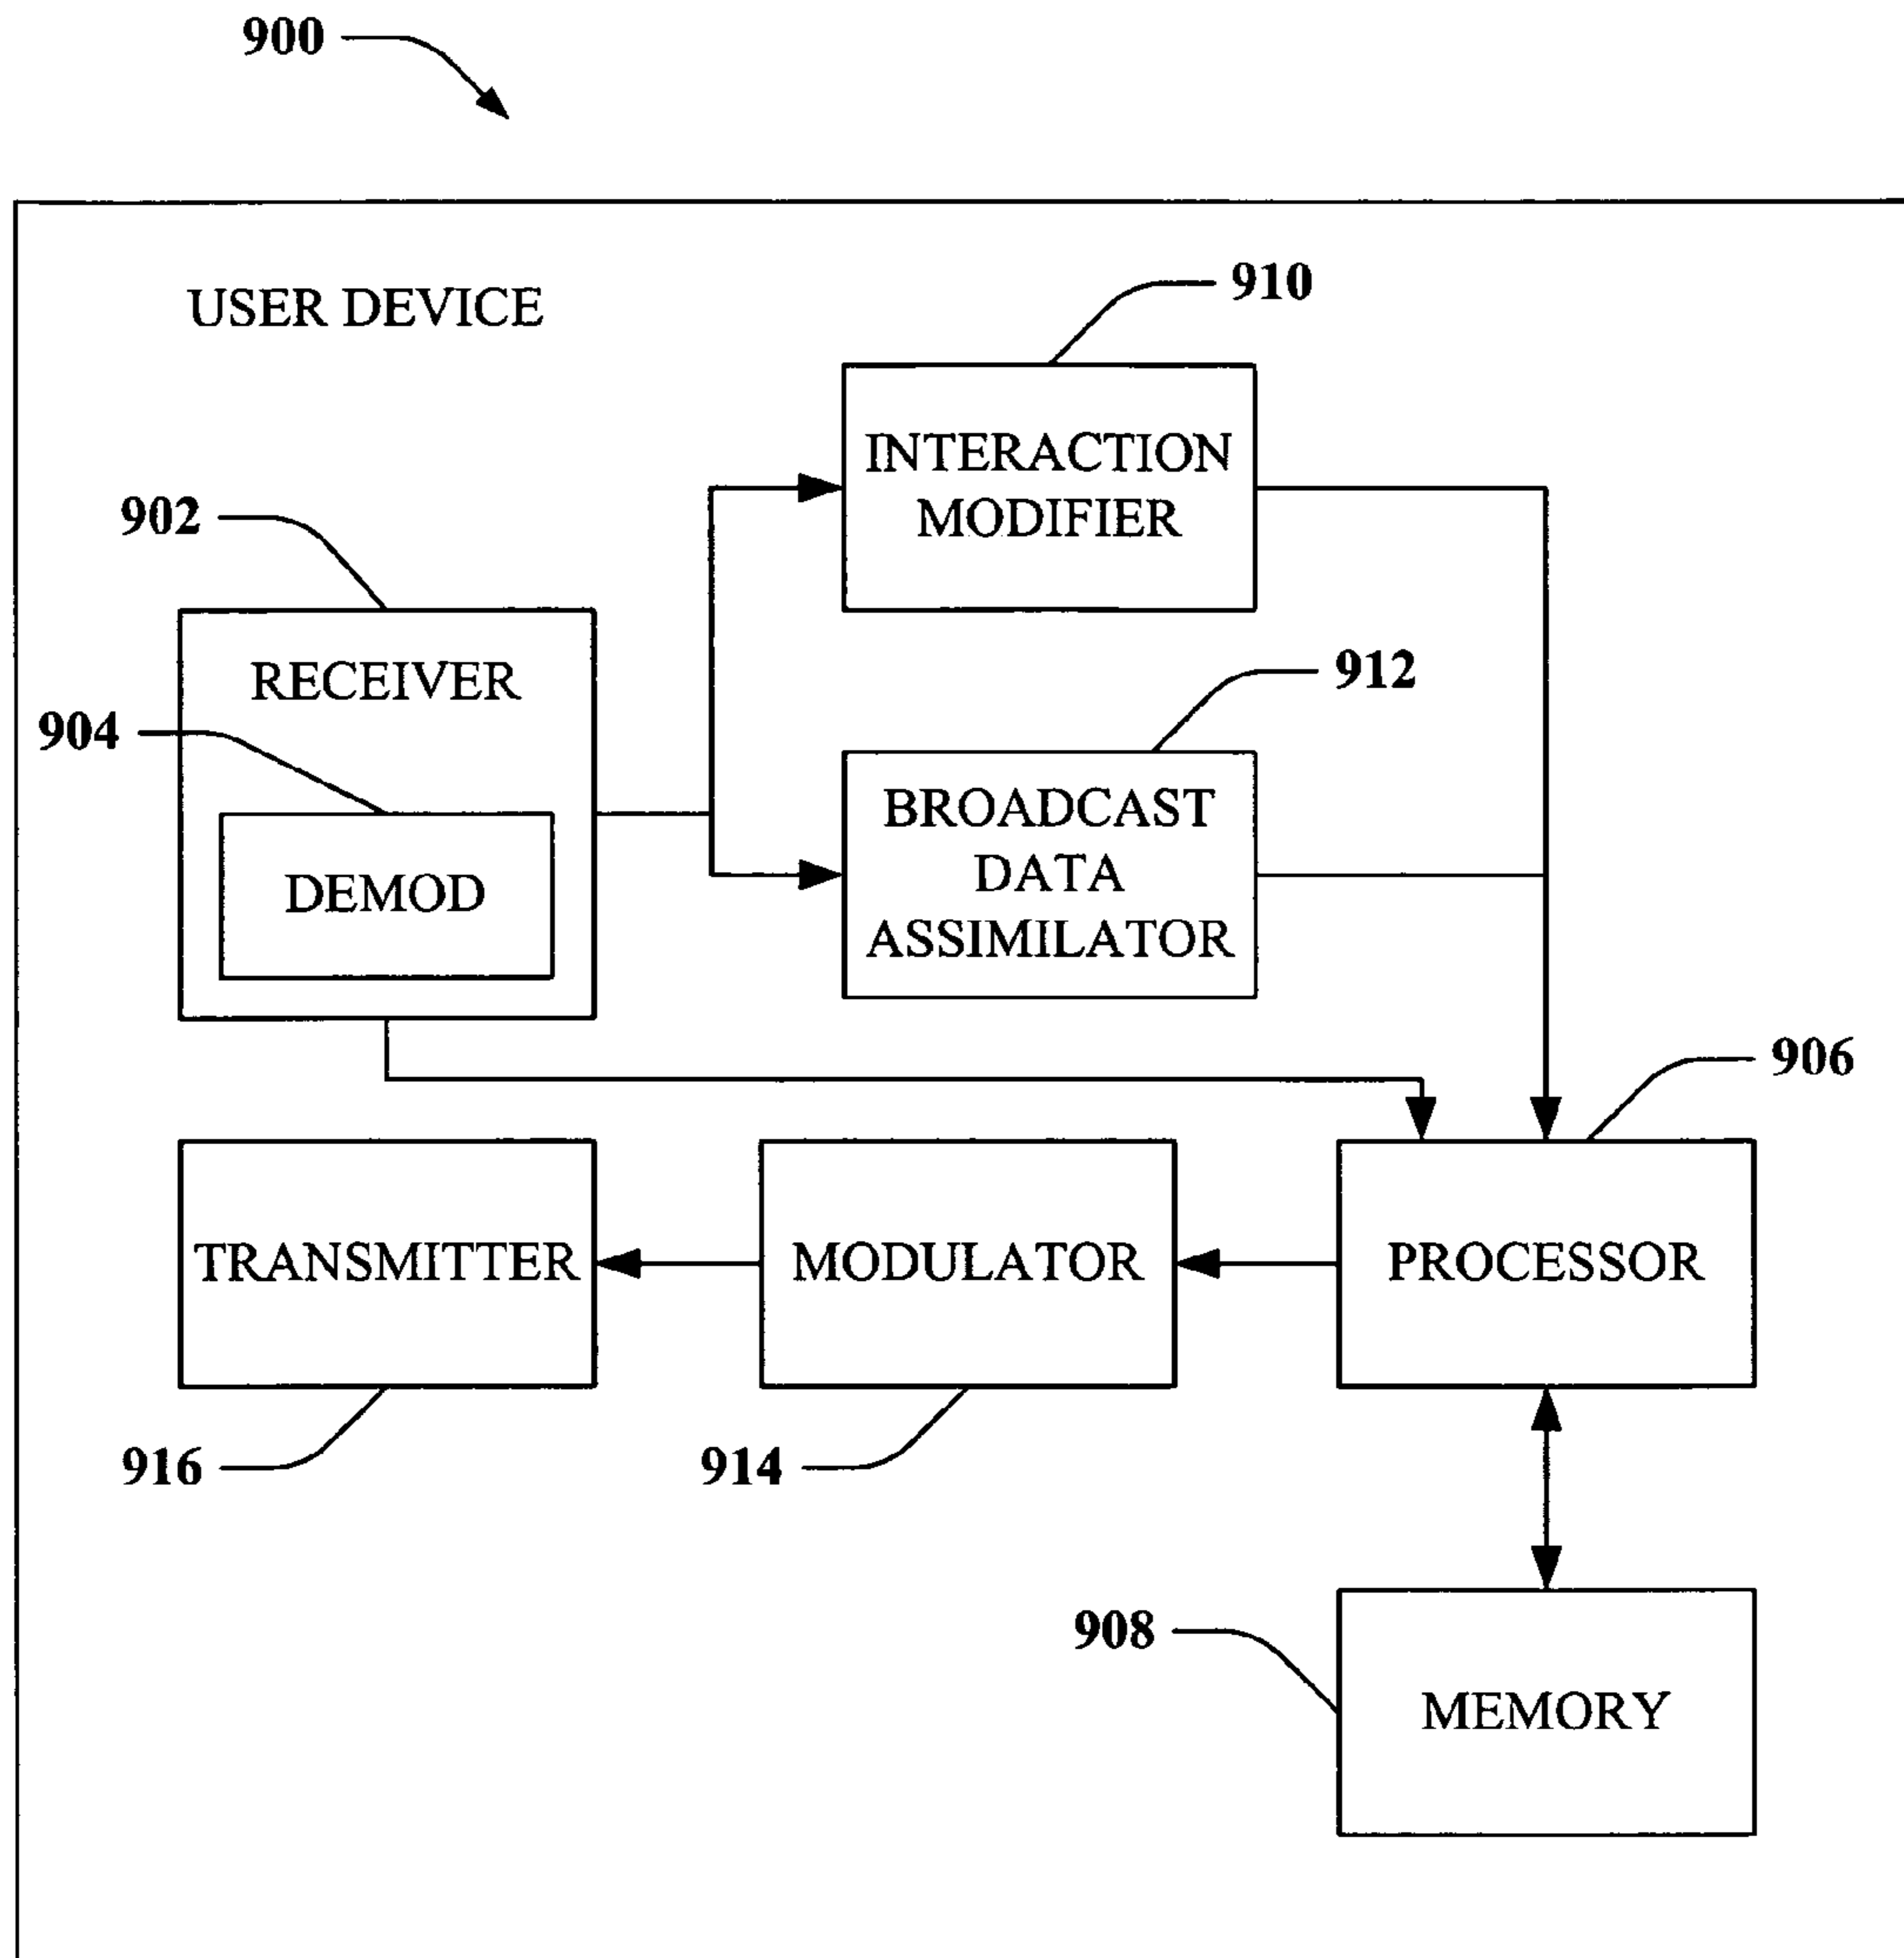 900
USER DEVICE
910
INTERACTION
MODIFIER
902
RECEIVER
912
904
BROADCAST
DATA
ASSIMILATOR
DEMOD
906
TRANSMITTER
MODULATOR
PROCESSOR
916
914
908
MEMORY